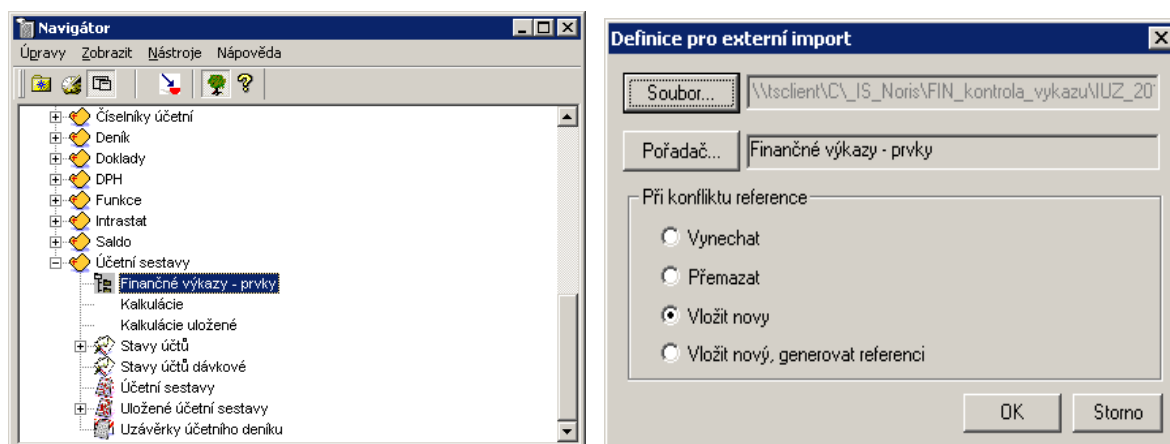 Navigátor
Úpravy Zobrazit Nástroje Nápověda
Číselníky účetní
Deník
Doklady
DPH
Funkce
Intrastat
Saldo
Účetní sestavy
Finančné výkazy - prvky
Kalkulácie
Kalkulácie uložené
Stavy účtů
Stavy účtů dávkové
Účetní sestavy
Uložené účetní sestavy
Uzávěrky účetního deníku
Definice pro externí import
Soubor... \\tsclient\C\_IS_Noris\FIN_kontrola_vykazu\IUZ_20
Pořadač... Finančné výkazy - prvky
Při konfliktu reference
Vynechat
Přemazat
Vložit novy
Vložit nový, generovat referenci
OK Storno